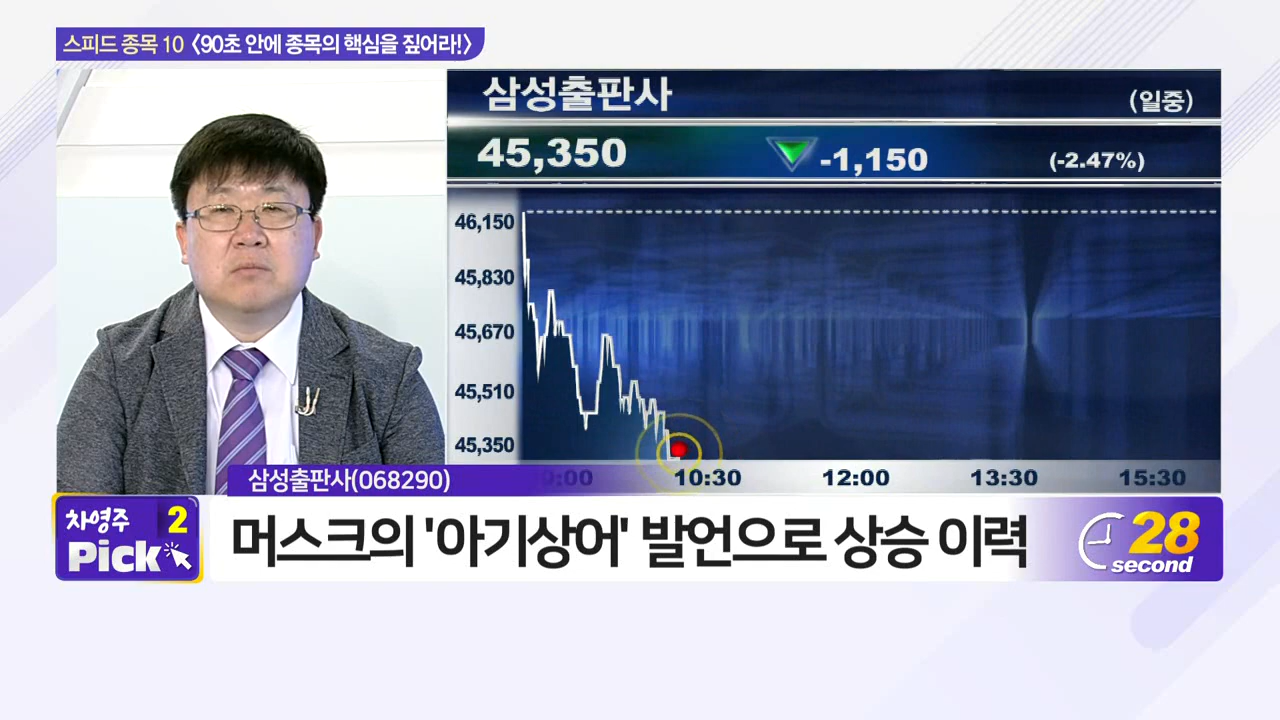 스피드 종목 10 <90초 안에 종목의 핵심을 짚어라!>
삼성출판사 (일중)
45,350 -1,150 (-2.47%)
46,150
45,830
45,670
45,510
45,350
10:30 12:00 13:30 15:30
삼성출판사(068290)
차영주 2
Pick
머스크의 '아기상어' 발언으로 상승 이력
28
second